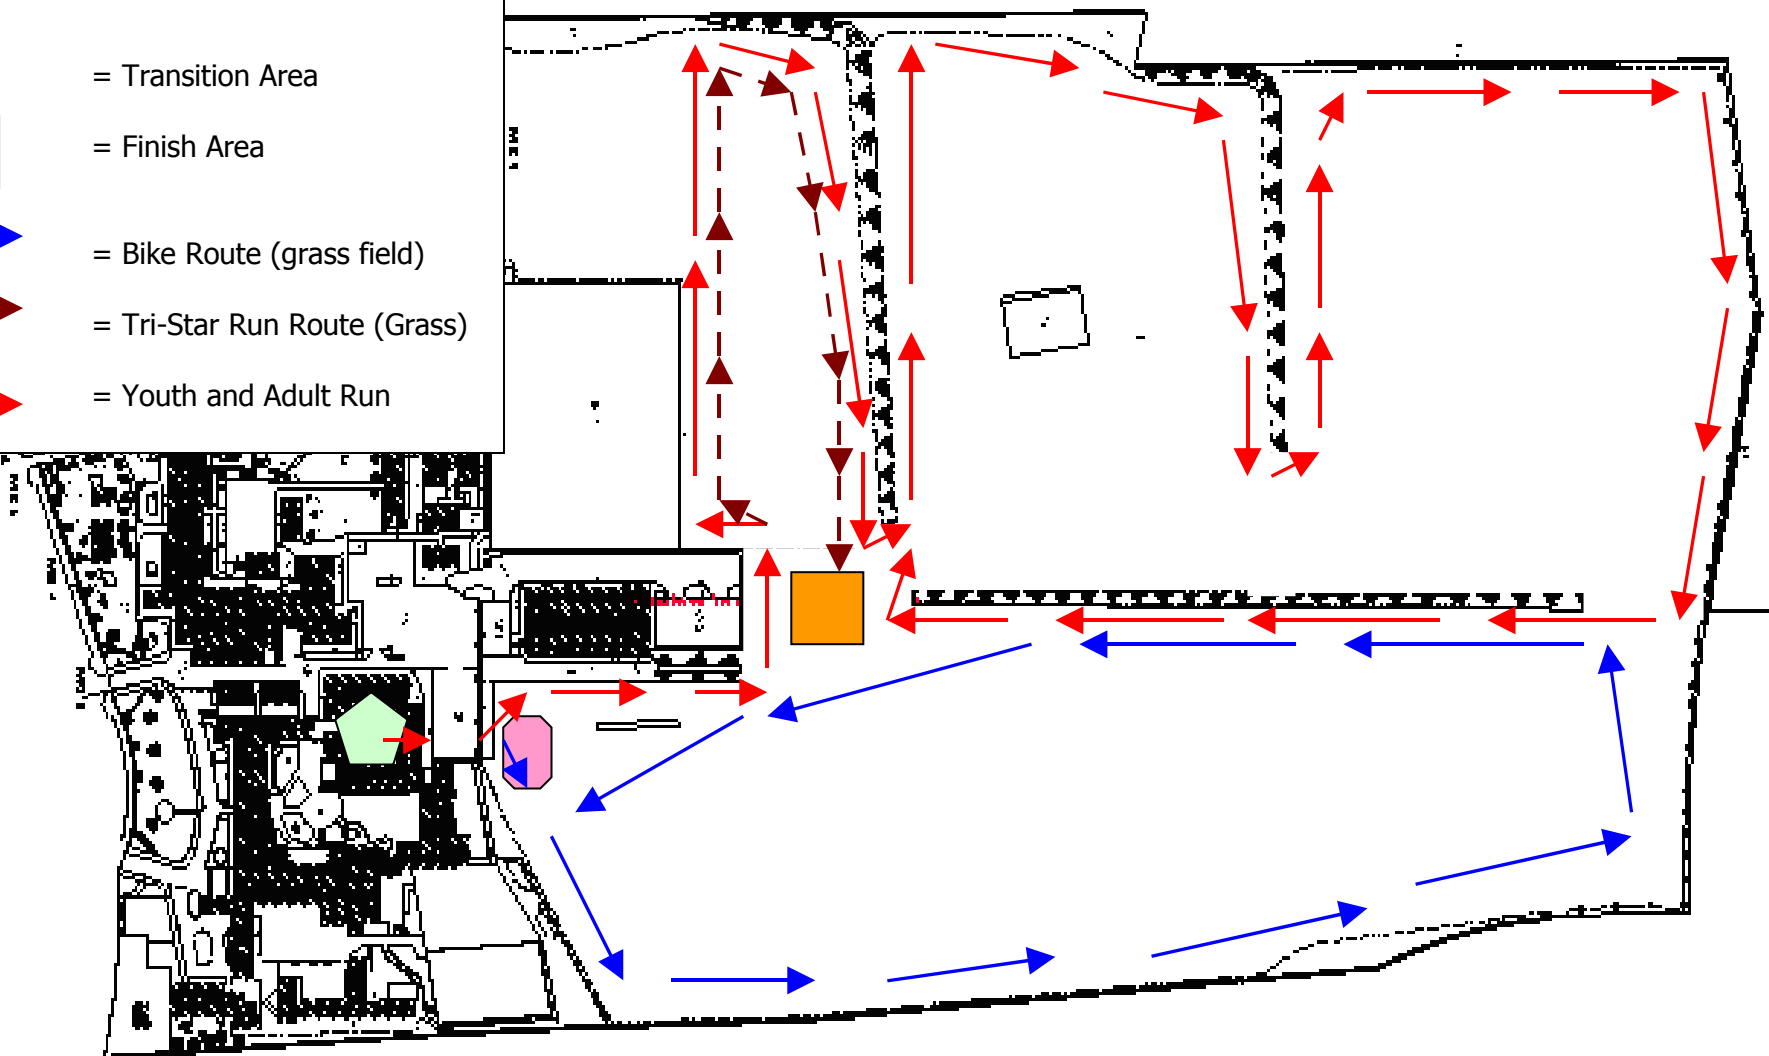 = Transition Area
= Finish Area
= Bike Route (grass field)
= Tri-Star Run Route (Grass)
= Youth and Adult Run